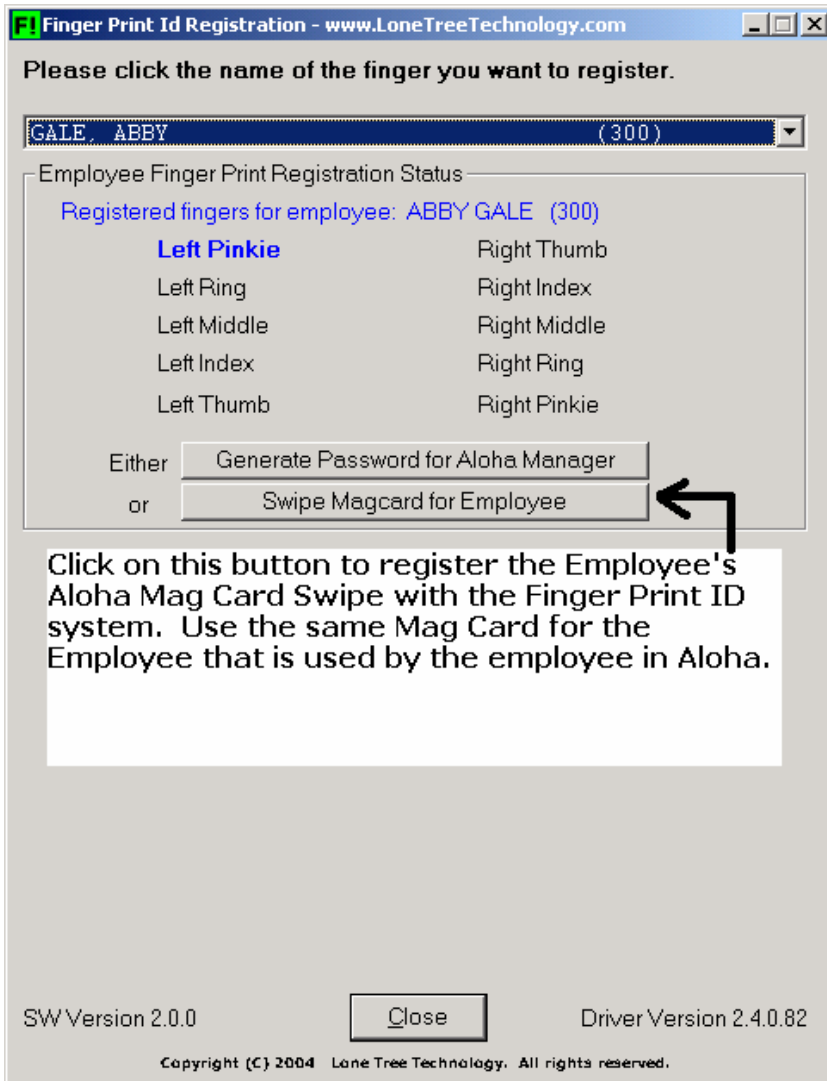 F! Finger Print Id Registration - www.LoneTreeTechnology.com
Please click the name of the finger you want to register.
GALE, ABBY (300)
Employee Finger Print Registration Status
Registered fingers for employee: ABBY GALE (300)
Left Pinkie Right Thumb
Left Ring Right Index
Left Middle Right Middle
Left Index Right Ring
Left Thumb Right Pinkie
Either Generate Password for Aloha Manager
or Swipe Magcard for Employee
Click on this button to register the Employee's
Aloha Mag Card Swipe with the Finger Print ID
system. Use the same Mag Card for the
Employee that is used by the employee in Aloha.
SW Version 2.0.0 Close Driver Version 2.4.0.82
Copyright (C) 2004 Lone Tree Technology. All rights reserved.